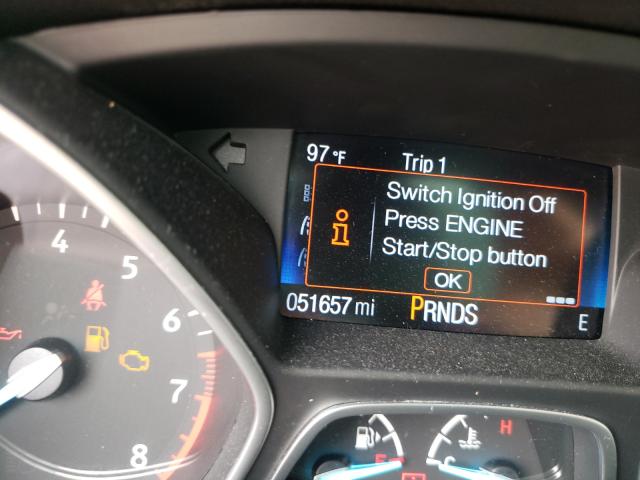 97 °F Trip 1
Switch Ignition Off
Press ENGINE
Start/Stop button
OK
051657 mi PRNDS E
4
5
6
7
8
H
E C